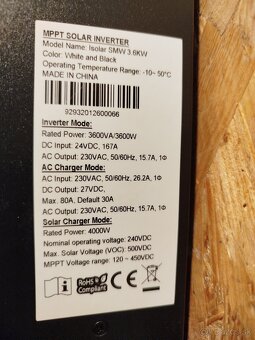 MPPT SOLAR INVERTER
Model Name: Isolar SMW 3.6KW
Color: White and Black
Operating Temperature Range: -10~ 50°C
MADE IN CHINA
92932012600066
Inverter Mode:
Rated Power: 3600VA/3600W
DC Input: 24VDC, 167A
AC Output: 230VAC, 50/60Hz, 15.7A, 1Φ
AC Charger Mode:
AC Input: 230VAC, 50/60Hz, 26.2A, 1Φ
DC Output: 27VDC,
Max. 80A, Default 30A
AC Output: 230VAC, 50/60Hz, 15.7A, 1Φ
Solar Charger Mode:
Rated Power: 4000W
Nominal operating voltage: 240VDC
Max. Solar Voltage (VOC): 500VDC
MPPT Voltage range: 120 ~ 450VDC
RoHS
Compliant
CE